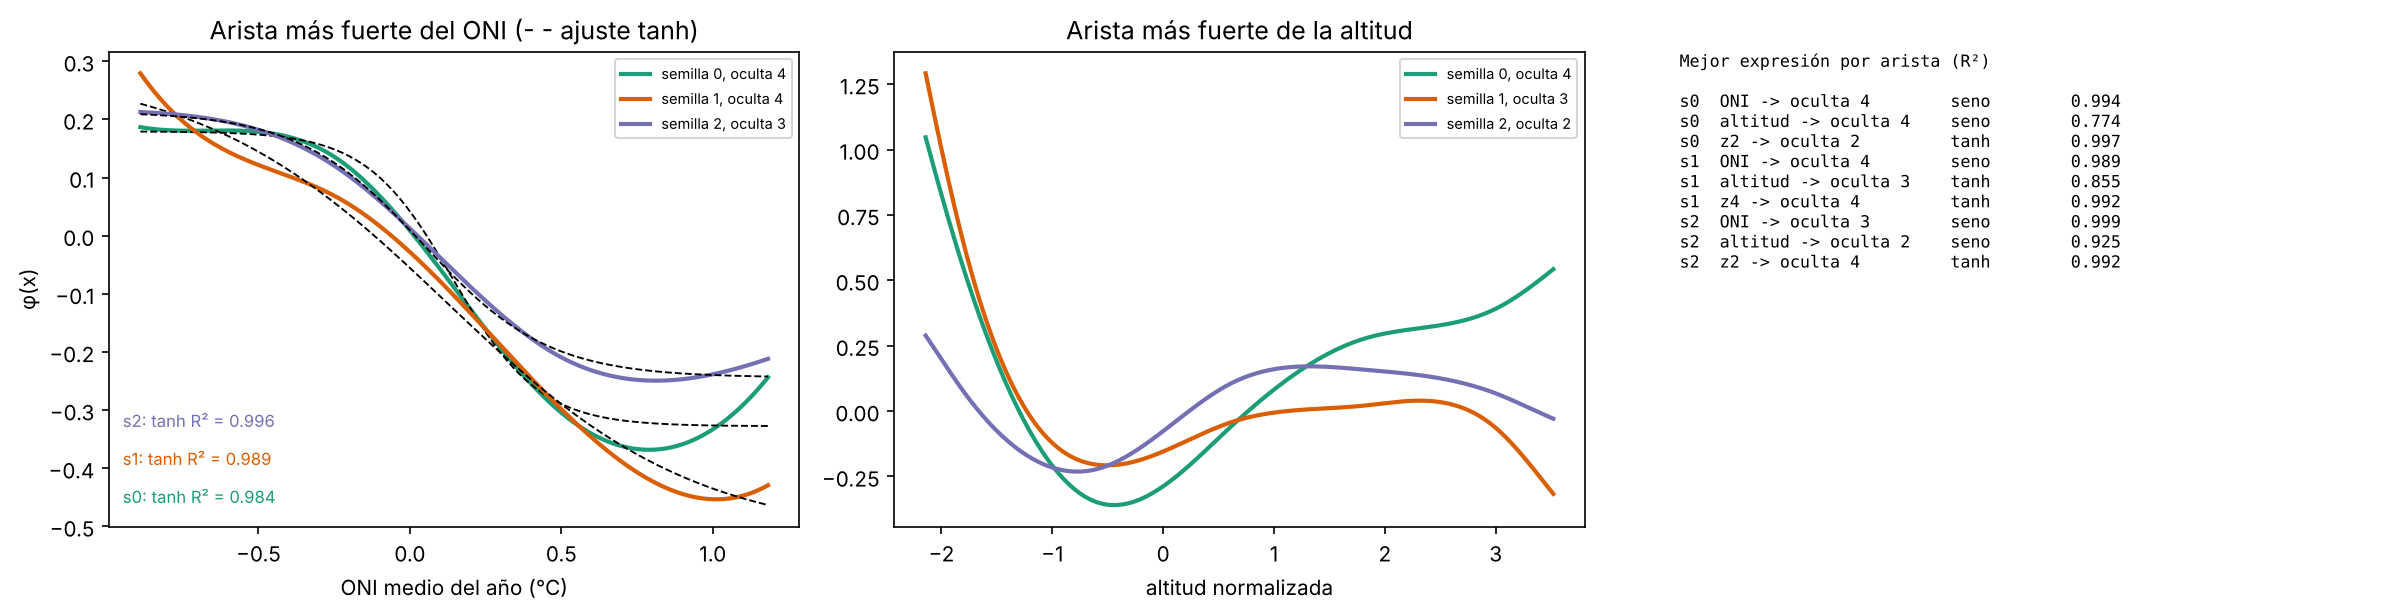 Arista más fuerte del ONI (- - ajuste tanh)
φ(x)
0.3
0.2
0.1
0.0
−0.1
−0.2
−0.3
−0.4
−0.5
semilla 0, oculta 4
semilla 1, oculta 4
semilla 2, oculta 3
s2: tanh R² = 0.996
s1: tanh R² = 0.989
s0: tanh R² = 0.984
−0.5 0.0 0.5 1.0
ONI medio del año (°C)
Arista más fuerte de la altitud
1.25
1.00
0.75
0.50
0.25
0.00
−0.25
semilla 0, oculta 4
semilla 1, oculta 3
semilla 2, oculta 2
−2 −1 0 1 2 3
altitud normalizada
Mejor expresión por arista (R²)
s0 ONI -> oculta 4 seno 0.994
s0 altitud -> oculta 4 seno 0.774
s0 z2 -> oculta 2 tanh 0.997
s1 ONI -> oculta 4 seno 0.989
s1 altitud -> oculta 3 tanh 0.855
s1 z4 -> oculta 4 tanh 0.992
s2 ONI -> oculta 3 seno 0.999
s2 altitud -> oculta 2 seno 0.925
s2 z2 -> oculta 4 tanh 0.992